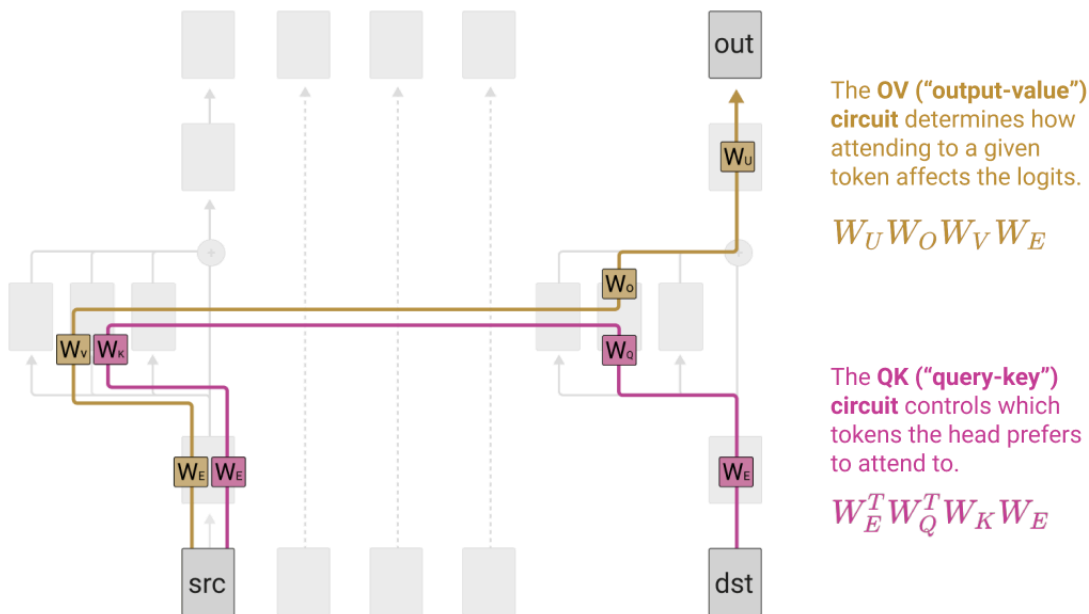 out
The OV (“output-value”)
circuit determines how
attending to a given
token affects the logits.
W_U W_O W_V W_E
W_U
W_O
W_V
W_K
W_Q
The QK (“query-key”)
circuit controls which
tokens the head prefers
to attend to.
W_E^T W_Q^T W_K W_E
W_E
W_E
W_E
src
dst